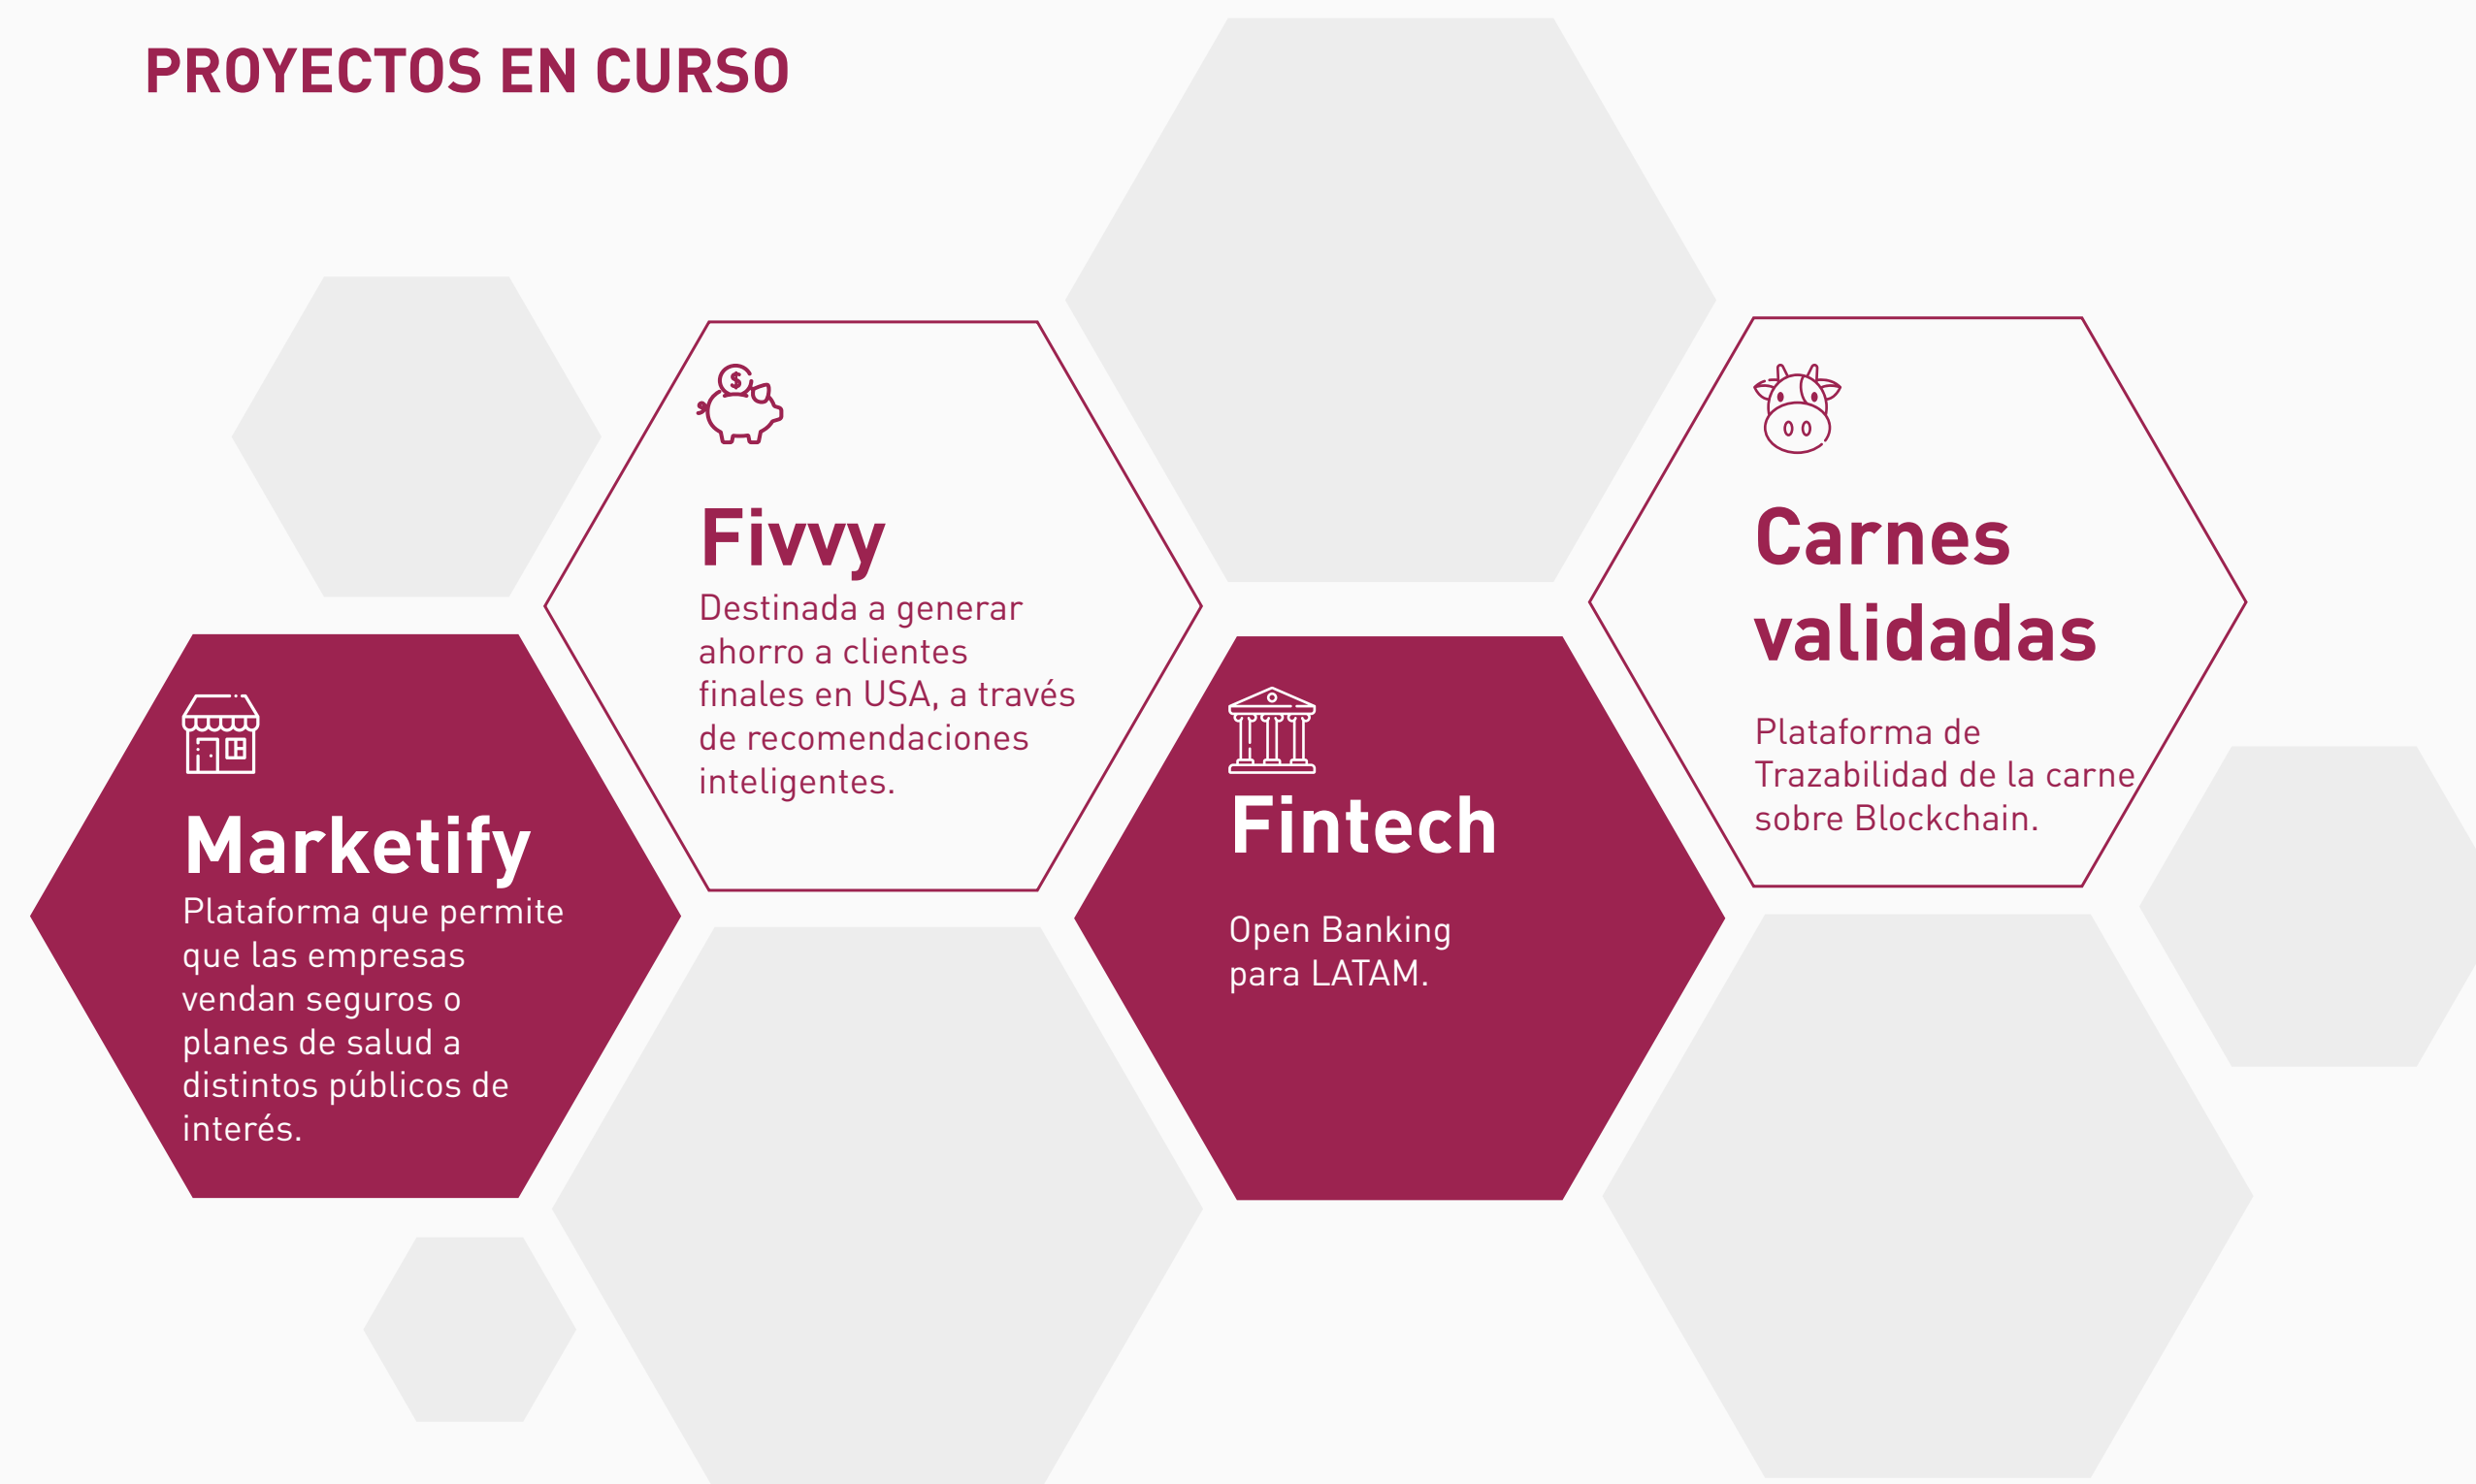 PROYECTOS EN CURSO
Marketify
Plataforma que permite
que las empresas
vendan seguros o
planes de salud a
distintos públicos de
interés.
Fivvy
Destinada a generar
ahorro a clientes
finales en USA, a través
de recomendaciones
inteligentes.
Fintech
Open Banking
para LATAM.
Carnes
validadas
Plataforma de
Trazabilidad de la carne
sobre Blockchain.